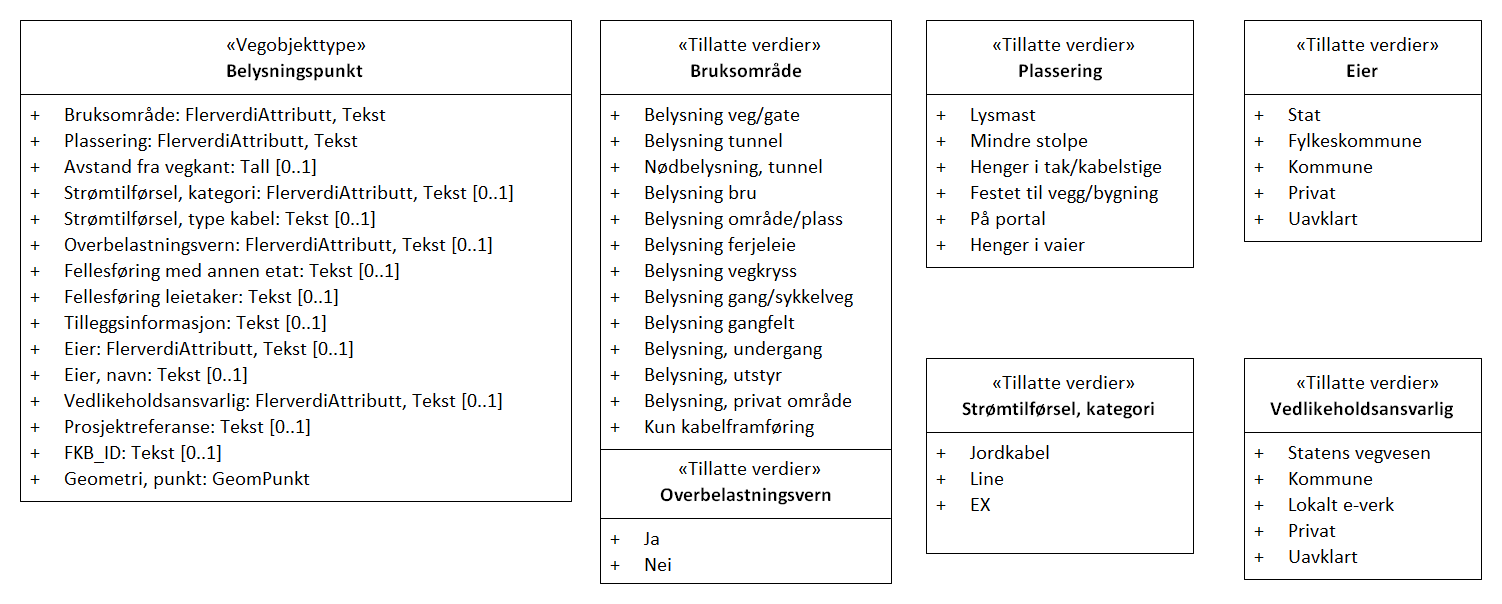 «Vegobjekttype»
Belysningspunkt
+ Bruksområde: FlerverdiAttributt, Tekst
+ Plassering: FlerverdiAttributt, Tekst
+ Avstand fra vegkant: Tall [0..1]
+ Strømtilførsel, kategori: FlerverdiAttributt, Tekst [0..1]
+ Strømtilførsel, type kabel: Tekst [0..1]
+ Overbelastningsvern: FlerverdiAttributt, Tekst [0..1]
+ Fellesføring med annen etat: Tekst [0..1]
+ Fellesføring leietaker: Tekst [0..1]
+ Tilleggsinformasjon: Tekst [0..1]
+ Eier: FlerverdiAttributt, Tekst [0..1]
+ Eier, navn: Tekst [0..1]
+ Vedlikeholdsansvarlig: FlerverdiAttributt, Tekst [0..1]
+ Prosjektreferanse: Tekst [0..1]
+ FKB_ID: Tekst [0..1]
+ Geometri, punkt: GeomPunkt
«Tillatte verdier»
Bruksområde
+ Belysning veg/gate
+ Belysning tunnel
+ Nødbelysning, tunnel
+ Belysning bru
+ Belysning område/plass
+ Belysning ferjeleie
+ Belysning vegkryss
+ Belysning gang/sykkelveg
+ Belysning gangfelt
+ Belysning, undergang
+ Belysning, utstyr
+ Belysning, privat område
+ Kun kabelframføring
«Tillatte verdier»
Overbelastningsvern
+ Ja
+ Nei
«Tillatte verdier»
Plassering
+ Lysmast
+ Mindre stolpe
+ Henger i tak/kabelstige
+ Festet til vegg/bygning
+ På portal
+ Henger i vaier
«Tillatte verdier»
Eier
+ Stat
+ Fylkeskommune
+ Kommune
+ Privat
+ Uavklart
«Tillatte verdier»
Strømtilførsel, kategori
+ Jordkabel
+ Line
+ EX
«Tillatte verdier»
Vedlikeholdsansvarlig
+ Statens vegvesen
+ Kommune
+ Lokalt e-verk
+ Privat
+ Uavklart